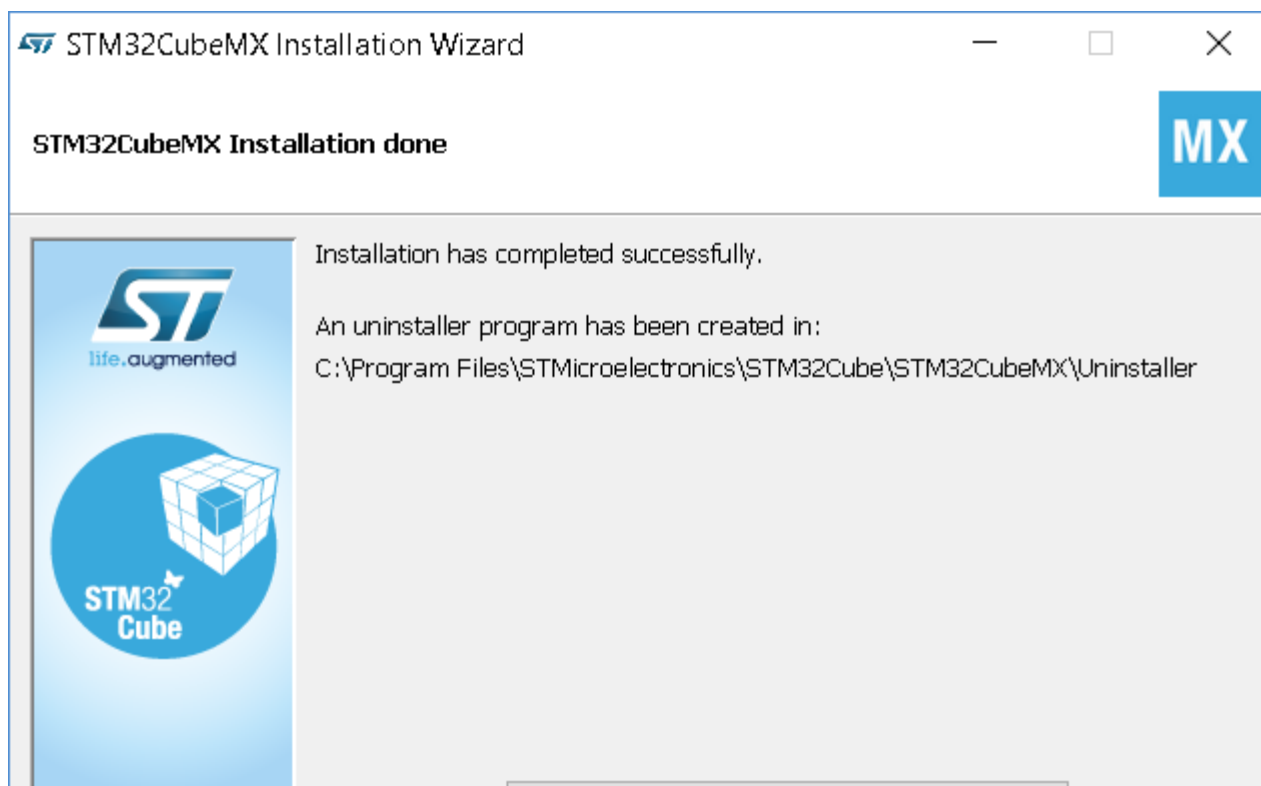 STM32CubeMX Installation Wizard
STM32CubeMX Installation done
MX
Installation has completed successfully.
An uninstaller program has been created in:
C:\Program Files\STMicroelectronics\STM32Cube\STM32CubeMX\Uninstaller
ST
life.augmented
STM32
Cube